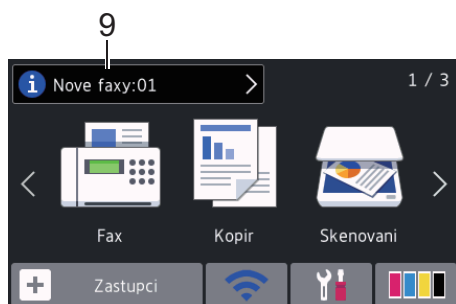 9
Nove faxy:01
1 / 3
Fax Kopir Skenovani
Zastupci